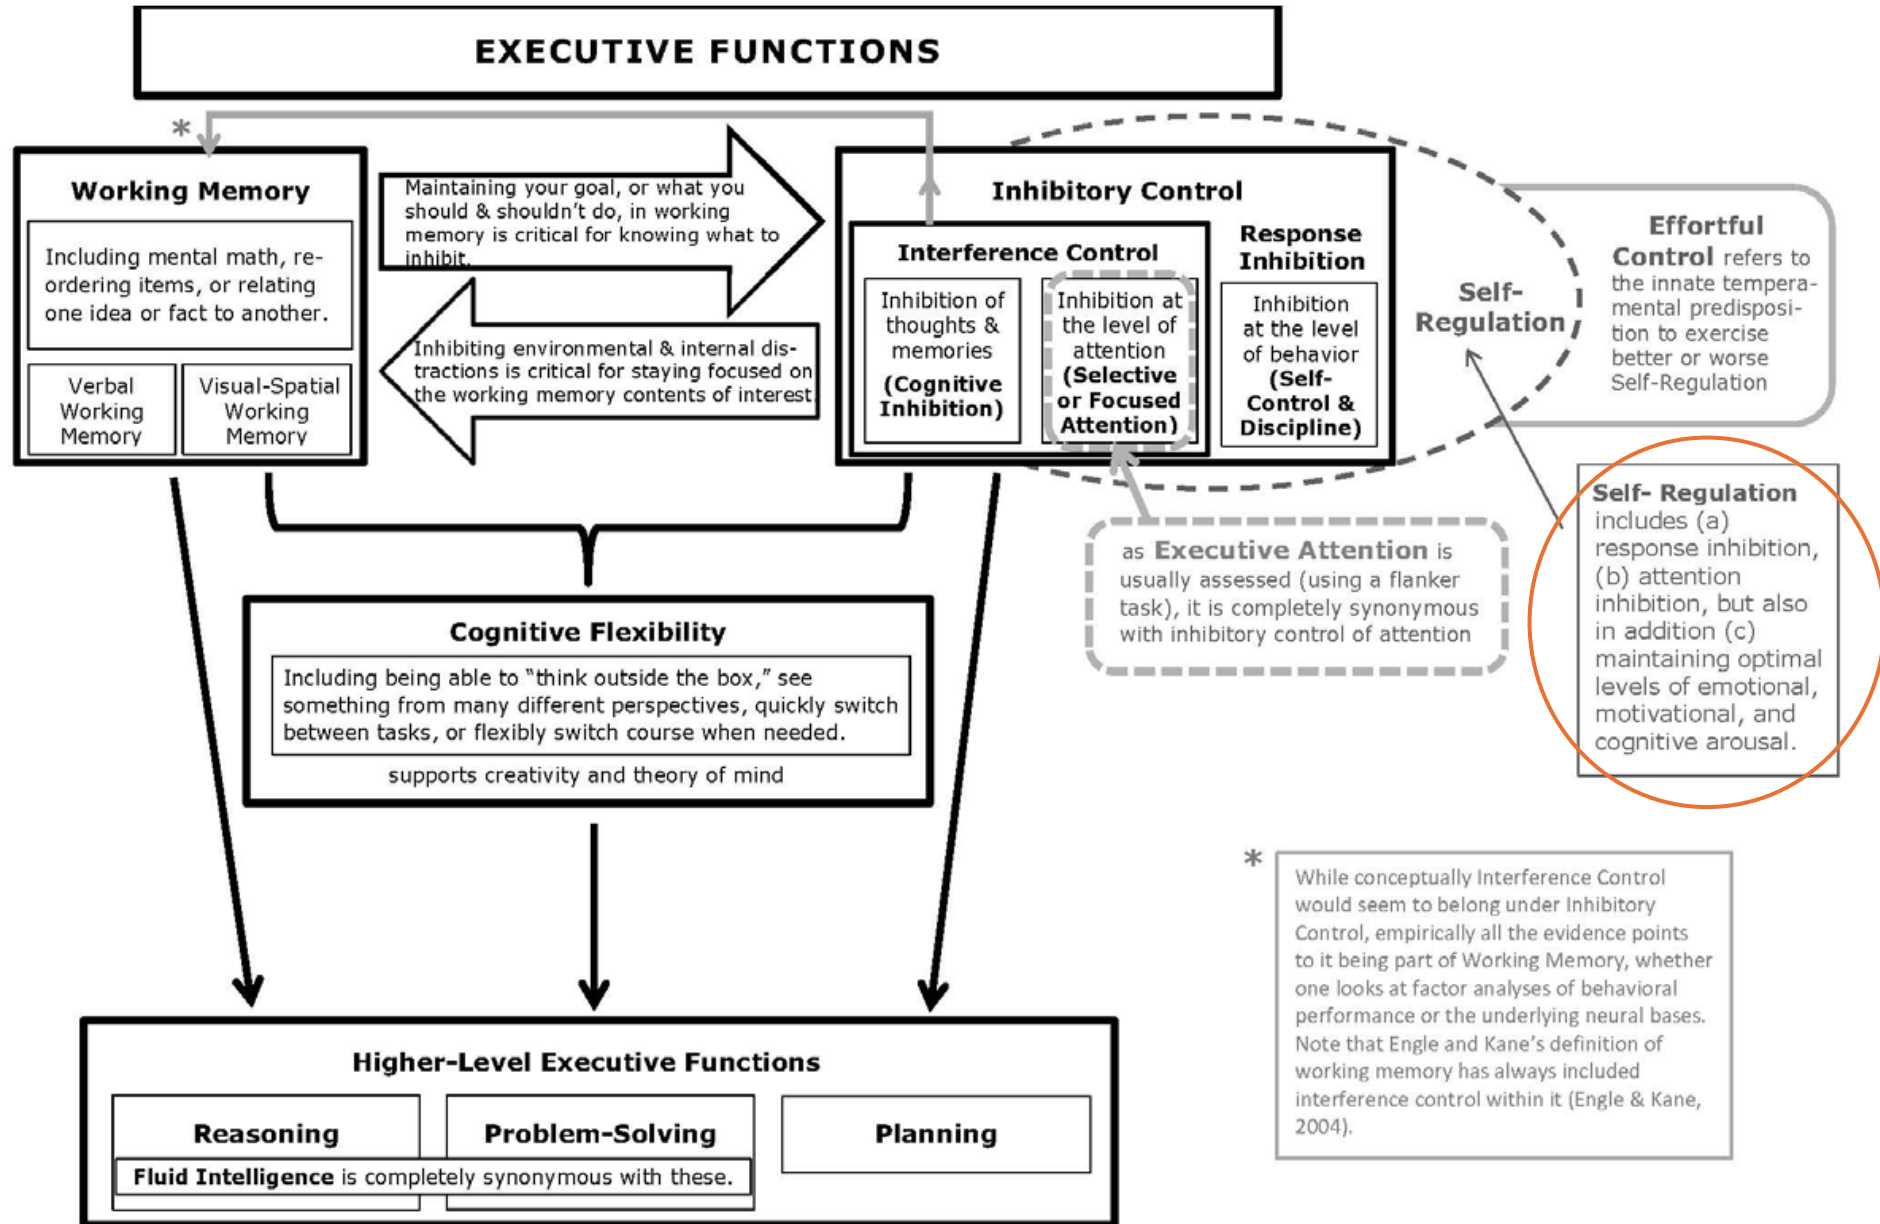 EXECUTIVE FUNCTIONS
*
Working Memory
Including mental math, re-
ordering items, or relating
one idea or fact to another.
Verbal
Working
Memory
Visual-Spatial
Working
Memory
Maintaining your goal, or what you
should & shouldn't do, in working
memory is critical for knowing what to
inhibit.
Inhibiting environmental & internal dis-
tractions is critical for staying focused on
the working memory contents of interest.
Inhibitory Control
Interference Control
Inhibition of
thoughts &
memories
(Cognitive
Inhibition)
Inhibition at
the level of
attention
(Selective
or Focused
Attention)
Response
Inhibition
Inhibition
at the level
of behavior
(Self-
Control &
Discipline)
Self-
Regulation
Effortful
Control refers to
the innate tempera-
mental predisposi-
tion to exercise
better or worse
Self-Regulation
Self- Regulation
includes (a)
response inhibition,
(b) attention
inhibition, but also
in addition (c)
maintaining optimal
levels of emotional,
motivational, and
cognitive arousal.
as Executive Attention is
usually assessed (using a flanker
task), it is completely synonymous
with inhibitory control of attention
Cognitive Flexibility
Including being able to "think outside the box," see
something from many different perspectives, quickly switch
between tasks, or flexibly switch course when needed.
supports creativity and theory of mind
*
While conceptually Interference Control
would seem to belong under Inhibitory
Control, empirically all the evidence points
to it being part of Working Memory, whether
one looks at factor analyses of behavioral
performance or the underlying neural bases.
Note that Engle and Kane's definition of
working memory has always included
interference control within it (Engle & Kane,
2004).
Higher-Level Executive Functions
Reasoning
Problem-Solving
Planning
Fluid Intelligence is completely synonymous with these.